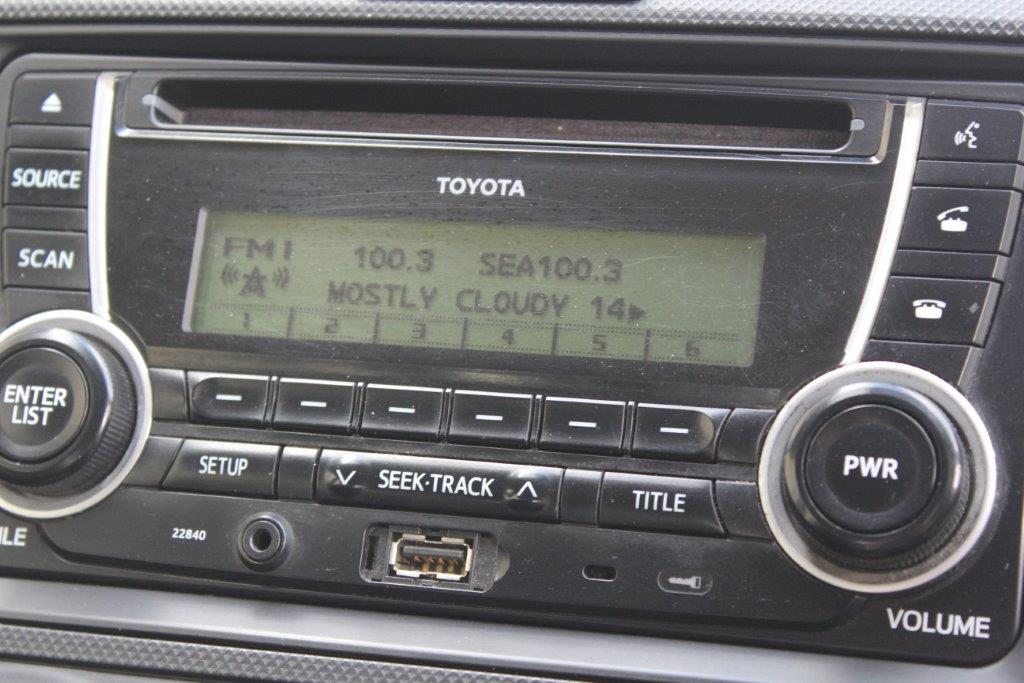 TOYOTA
SOURCE
SCAN
FM1 100.3 SEA100.3
MOSTLY CLOUDY 14▶
1 2 3 4 5 6
ENTER
LIST
SETUP
SEEK·TRACK
TITLE
PWR
22840
VOLUME